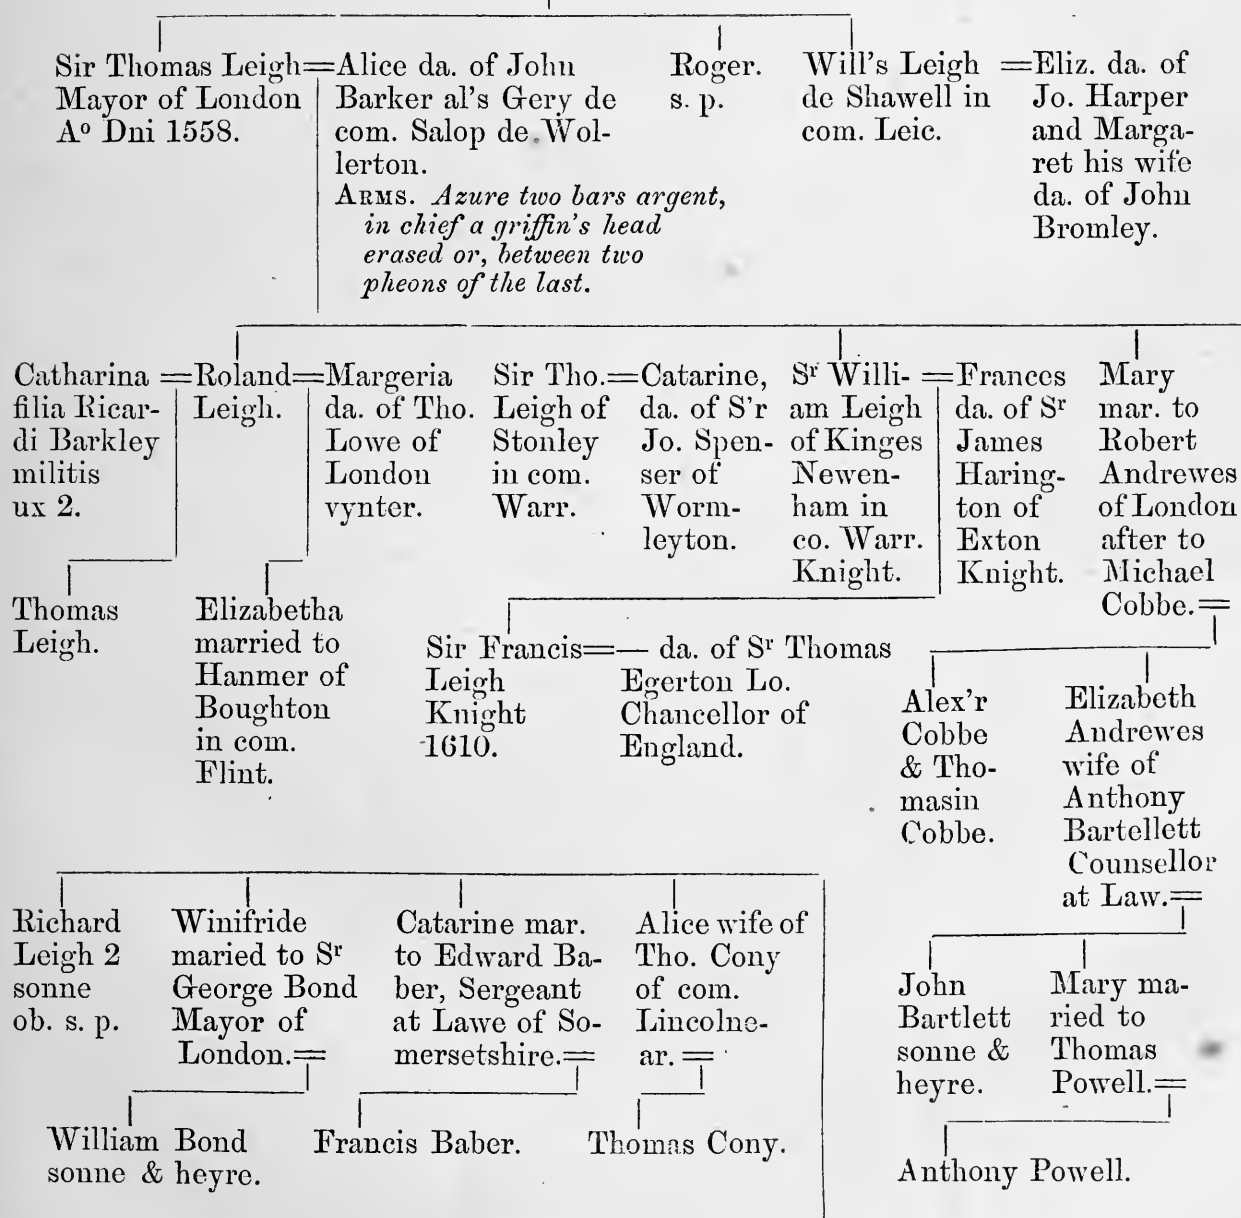 Sir Thomas Leigh=
Mayor of London
Aº Dni 1558.
Alice da. of John
Barker al's Gery de
com. Salop de Wol-
lerton.
ARMS. Azure two bars argent,
in chief a griffin's head
erased or, between two
pheons of the last.
Roger.
s. p.
Will's Leigh
de Shawell in
com. Leic.
=Eliz. da. of
Jo. Harper
and Marga-
ret his wife
da. of John
Bromley.
Catharina
filia Ricar-
di Barkley
militis
ux 2.
=Roland=
Leigh.
Margeria
da. of Tho.
Lowe of
London
vynter.
Sir Tho.=
Leigh of
Stonley
in com.
Warr.
Catarine,
da. of S'r
Jo. Spen-
ser of
Worm-
leyton.
Sʳ Willi-
am Leigh
of Kinges
Newen-
ham in
co. Warr.
Knight.
=Frances
da. of Sʳ
James
Haring-
ton of
Exton
Knight.
Mary
mar. to
Robert
Andrewes
of London
after to
Michael
Cobbe.=
Thomas
Leigh.
Elizabetha
married to
Hanmer of
Boughton
in com.
Flint.
Sir Francis=
Leigh
Knight
1610.
— da. of Sʳ Thomas
Egerton Lo.
Chancellor of
England.
Alex'r
Cobbe
& Tho-
masin
Cobbe.
Elizabeth
Andrewes
wife of
Anthony
Bartellett
Counsellor
at Law.=
Richard
Leigh 2
sonne
ob. s. p.
Winifride
maried to Sʳ
George Bond
Mayor of
London.=
Catarine mar.
to Edward Ba-
ber, Sergeant
at Lawe of So-
mersetshire.=
Alice wife of
Tho. Cony
of com.
Lincolne-
ar. =
John
Bartlett
sonne &
heyre.
Mary ma-
ried to
Thomas
Powell.=
William Bond
sonne & heyre.
Francis Baber.
Thomas Cony.
Anthony Powell.